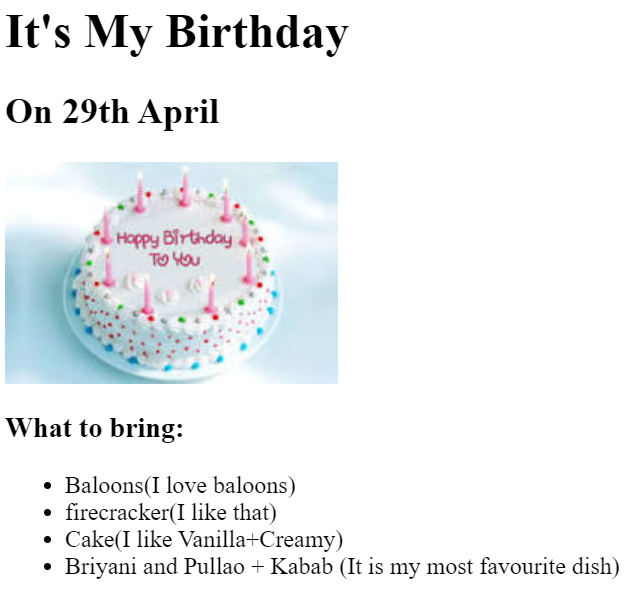 It's My Birthday
On 29th April
Happy Birthday
To You
What to bring:
Baloons(I love baloons)
firecracker(I like that)
Cake(I like Vanilla+Creamy)
Briyani and Pullao + Kabab (It is my most favourite dish)